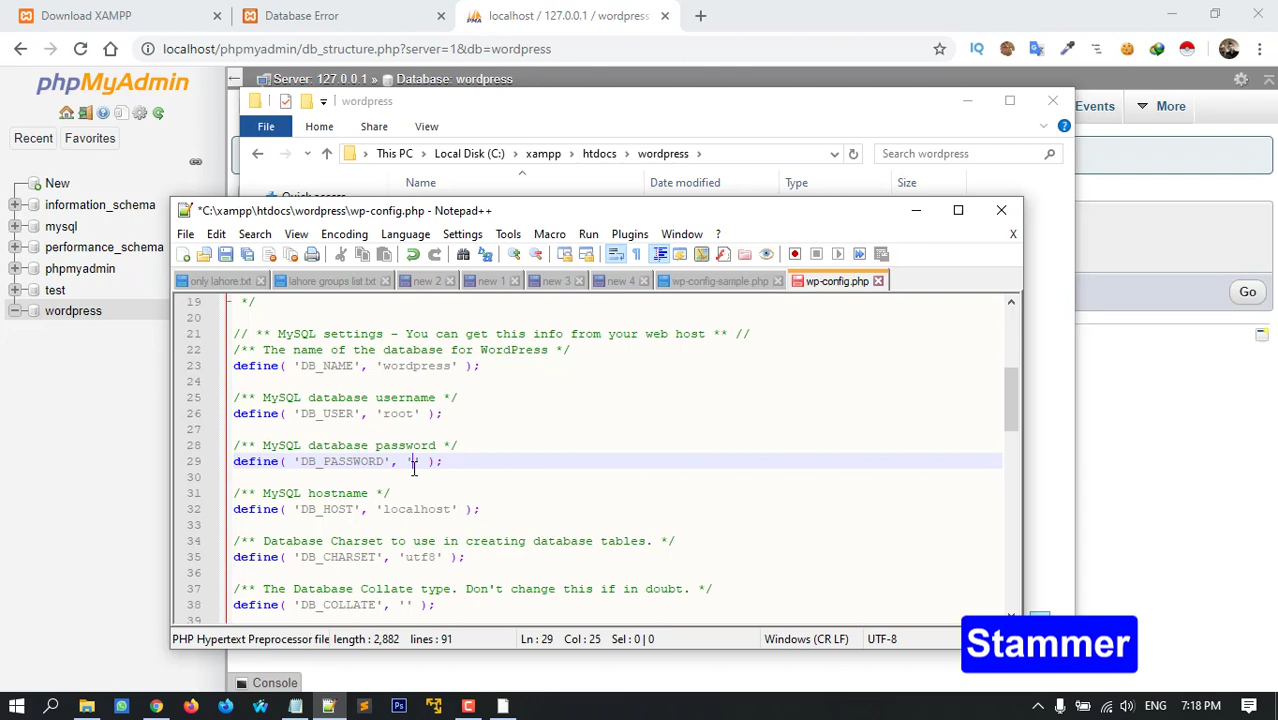 Download XAMPP
Database Error
localhost / 127.0.0.1 / wordpress
localhost/phpmyadmin/db_structure.php?server=1&db=wordpress
phpMyAdmin
Server: 127.0.0.1 » Database: wordpress
Recent
Favorites
New
information_schema
mysql
performance_schema
phpmyadmin
test
wordpress
Events
More
Go
Console
wordpress
File
Home
Share
View
This PC
Local Disk (C:)
xampp
htdocs
wordpress
Search wordpress
Name
Date modified
Type
Size
Quick access
*C:\xampp\htdocs\wordpress\wp-config.php - Notepad++
File Edit Search View Encoding Language Settings Tools Macro Run Plugins Window ? X
only lahore.txt
lahore groups list.txt
new 2
new 1
new 3
new 4
wp-config-sample.php
wp-config.php
19 */
20
21 // ** MySQL settings - You can get this info from your web host ** //
22 /** The name of the database for WordPress */
23 define( 'DB_NAME', 'wordpress' );
24
25 /** MySQL database username */
26 define( 'DB_USER', 'root' );
27
28 /** MySQL database password */
29 define( 'DB_PASSWORD', '' );
30
31 /** MySQL hostname */
32 define( 'DB_HOST', 'localhost' );
33
34 /** Database Charset to use in creating database tables. */
35 define( 'DB_CHARSET', 'utf8' );
36
37 /** The Database Collate type. Don't change this if in doubt. */
38 define( 'DB_COLLATE', '' );
39
PHP Hypertext Preprocessor file length : 2,882 lines : 91 Ln : 29 Col : 25 Sel : 0 | 0 Windows (CR LF) UTF-8
Stammer
ENG
7:18 PM